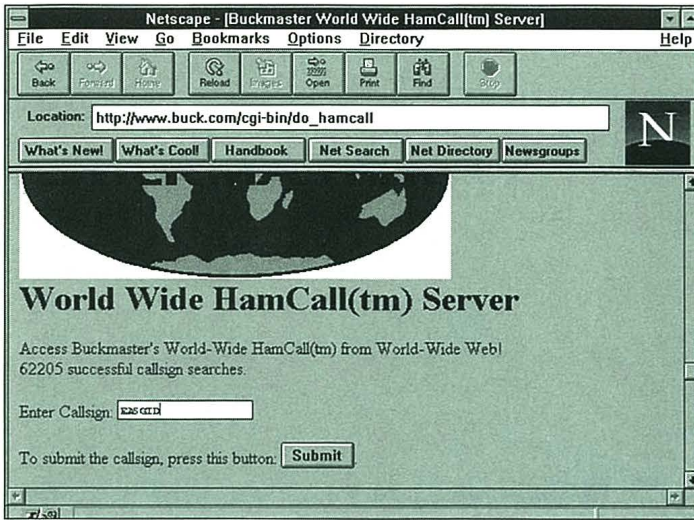 Netscape - [Buckmaster World Wide HamCall(tm) Server]
File Edit View Go Bookmarks Options Directory Help
Back Forward Home Reload Images Open Print Find Stop
Location: http://www.buck.com/cgi-bin/do_hamcall
N
What's New! What's Cool! Handbook Net Search Net Directory Newsgroups
World Wide HamCall(tm) Server
Access Buckmaster's World-Wide HamCall(tm) from World-Wide Web!
62205 successful callsign searches.
Enter Callsign:
To submit the callsign, press this button: Submit